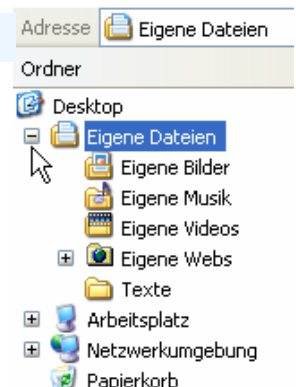 Adresse Eigene Dateien
Ordner
Desktop
Eigene Dateien
Eigene Bilder
Eigene Musik
Eigene Videos
Eigene Webs
Texte
Arbeitsplatz
Netzwerkumgebung
Papierkorb